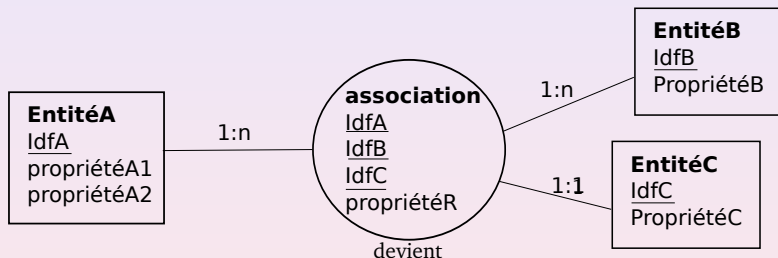 EntitéA
IdfA
propriétéA1
propriétéA2
1:n
association
IdfA
IdfB
IdfC
propriétéR
1:n
EntitéB
IdfB
PropriétéB
1:1
EntitéC
IdfC
PropriétéC
devient